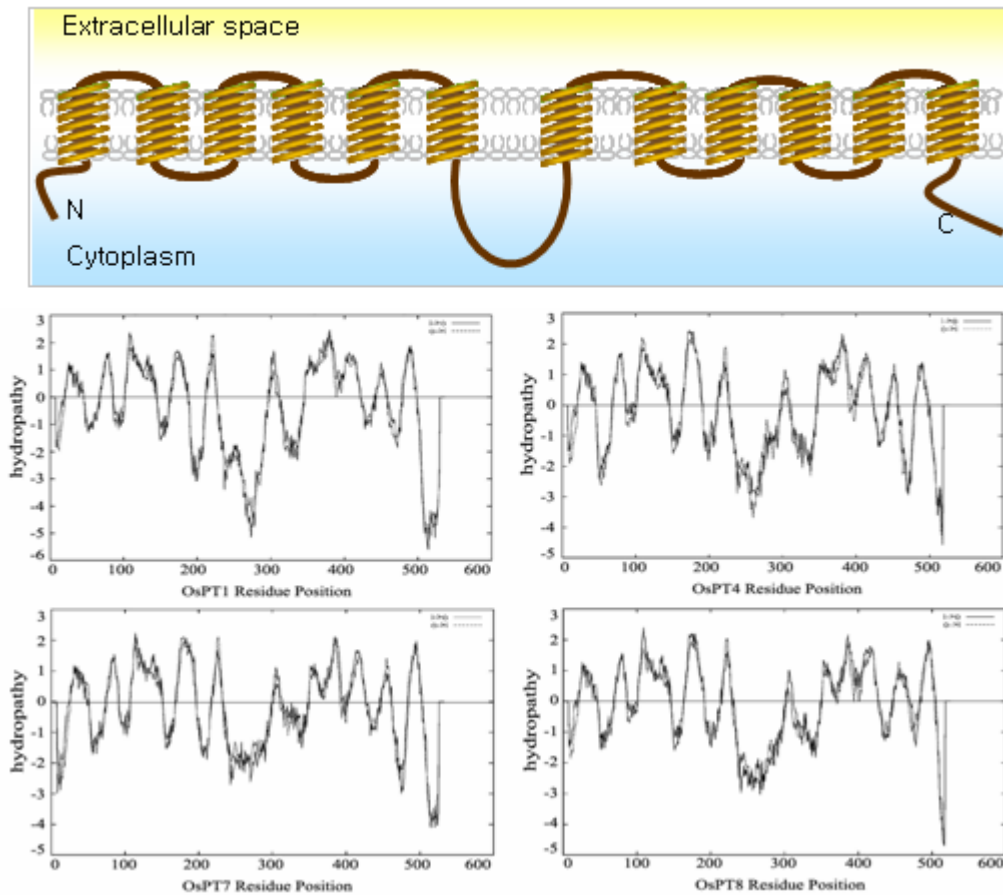 Extracellular space
N
C
Cytoplasm
3
2
1
0
-1
-2
-3
-4
-5
-6
hydropathy
0 100 200 300 400 500 600
OsPT1 Residue Position
3
2
1
0
-1
-2
-3
-4
-5
hydropathy
0 100 200 300 400 500 600
OsPT4 Residue Position
3
2
1
0
-1
-2
-3
-4
-5
hydropathy
0 100 200 300 400 500 600
OsPT7 Residue Position
3
2
1
0
-1
-2
-3
-4
-5
hydropathy
0 100 200 300 400 500 600
OsPT8 Residue Position